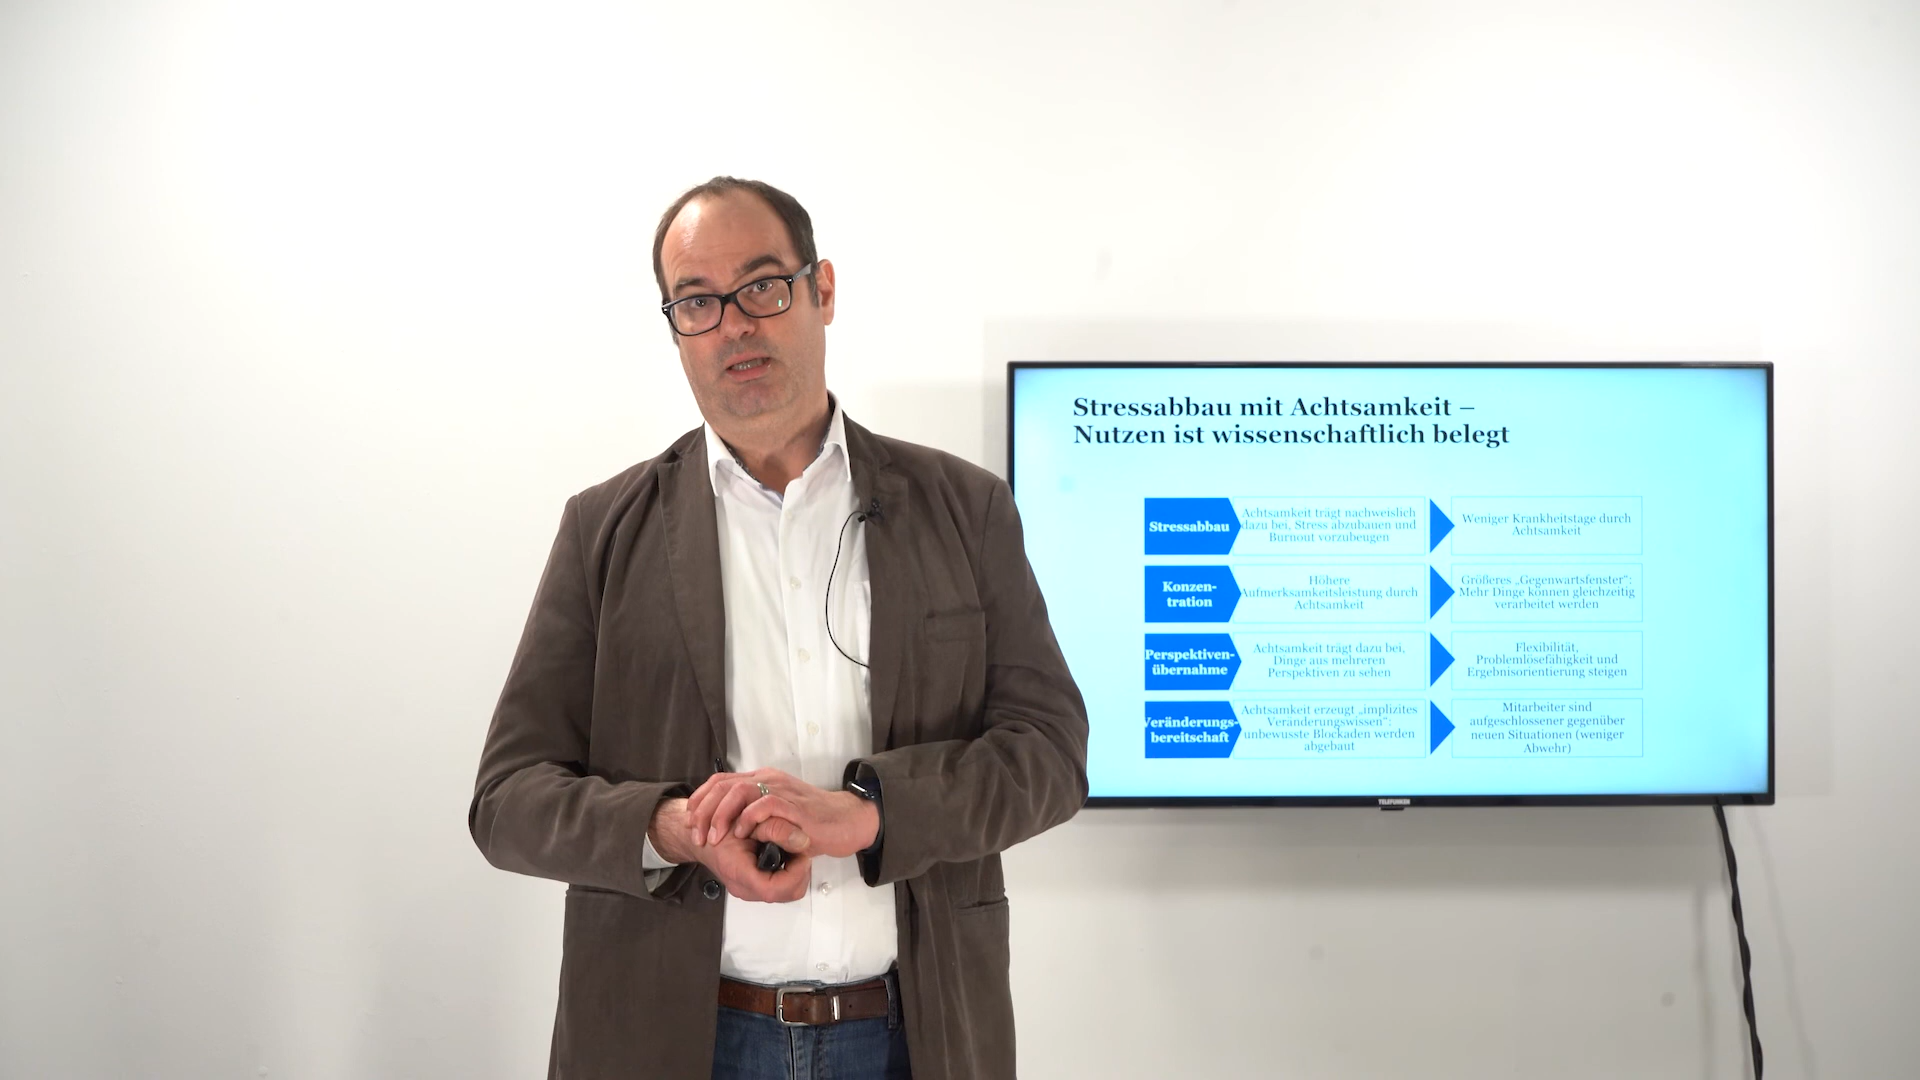 Stressabbau mit Achtsamkeit –
Nutzen ist wissenschaftlich belegt
Stressabbau
Achtsamkeit trägt nachweislich
dazu bei, Stress abzubauen und
Burnout vorzubeugen
Weniger Krankheitstage durch
Achtsamkeit
Konzen-
tration
Höhere
Aufmerksamkeitsleistung durch
Achtsamkeit
Größeres „Gegenwartsfenster“:
Mehr Dinge können gleichzeitig
verarbeitet werden
Perspektiven-
übernahme
Achtsamkeit trägt dazu bei,
Dinge aus mehreren
Perspektiven zu sehen
Flexibilität,
Problemlösefähigkeit und
Ergebnisorientierung steigen
Veränderungs-
bereitschaft
Achtsamkeit erzeugt „implizites
Veränderungswissen“:
unbewusste Blockaden werden
abgebaut
Mitarbeiter sind
aufgeschlossener gegenüber
neuen Situationen (weniger
Abwehr)
TELEFUNKEN